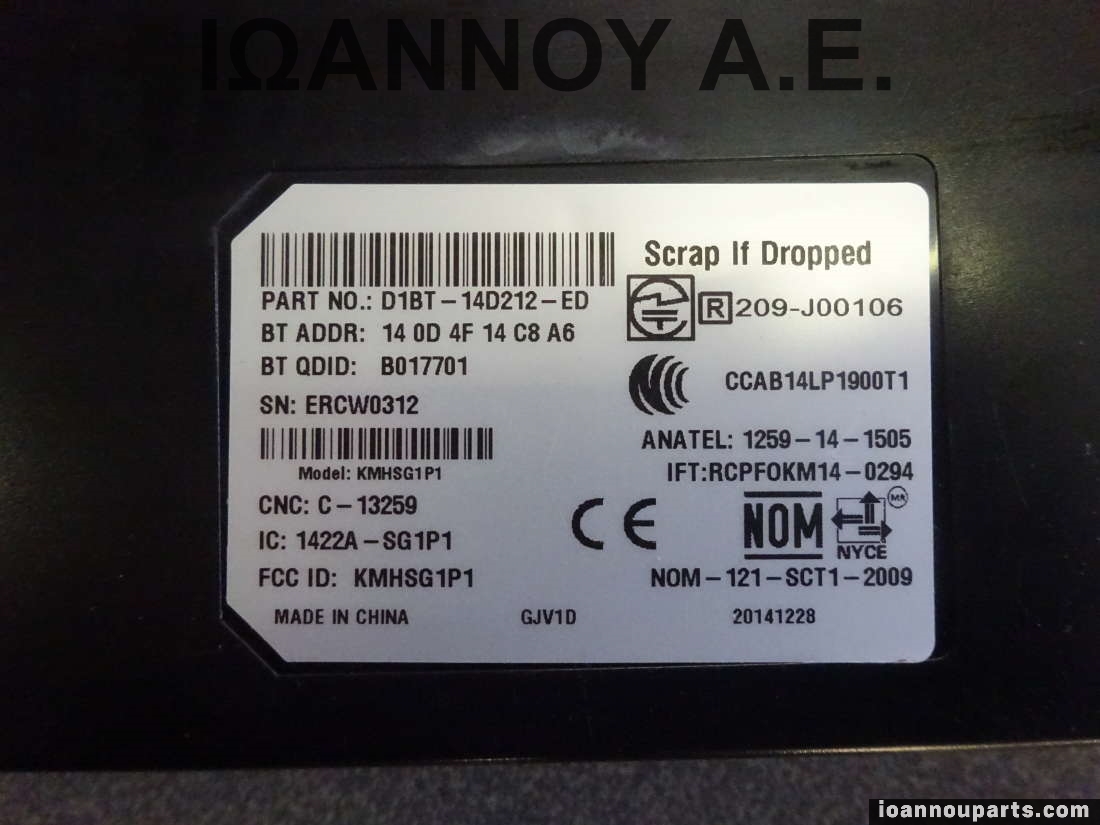 ΙΩΑΝΝΟΥ Α.Ε.
Scrap If Dropped
PART NO.: D1BT-14D212-ED
R 209-J00106
BT ADDR: 14 0D 4F 14 C8 A6
BT QDID: B017701
CCAB14LP1900T1
SN: ERCW0312
ANATEL: 1259-14-1505
Model: KMHSG1P1
IFT:RCPFOKM14-0294
CNC: C-13259
CE
NOM
MR
NYCE
IC: 1422A-SG1P1
FCC ID: KMHSG1P1
NOM-121-SCT1-2009
MADE IN CHINA GJV1D 20141228
ioannouparts.com